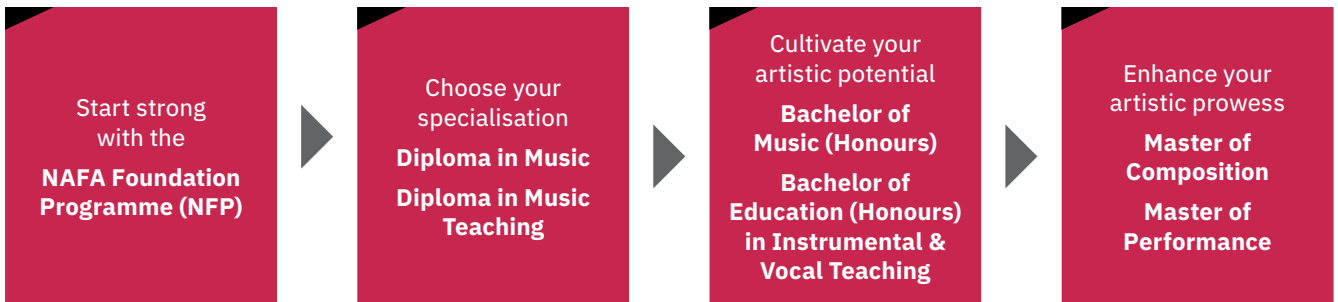 Start strong
with the
NAFA Foundation
Programme (NFP)
Choose your
specialisation
Diploma in Music
Diploma in Music
Teaching
Cultivate your
artistic potential
Bachelor of
Music (Honours)
Bachelor of
Education (Honours)
in Instrumental &
Vocal Teaching
Enhance your
artistic prowess
Master of
Composition
Master of
Performance